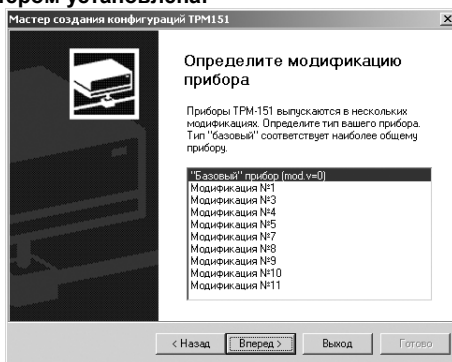 ером установлена:
Мастер создания конфигураций ТРМ151
Определите модификацию
прибора
Приборы ТРМ-151 выпускаются в нескольких
модификациях. Определите тип вашего прибора.
Тип "базовый" соответствует наиболее общему
прибору.
"Базовый" прибор (mod.v=0)
Модификация №1
Модификация №3
Модификация №4
Модификация №5
Модификация №7
Модификация №8
Модификация №9
Модификация №10
Модификация №11
< Назад Вперед > Выход Готово